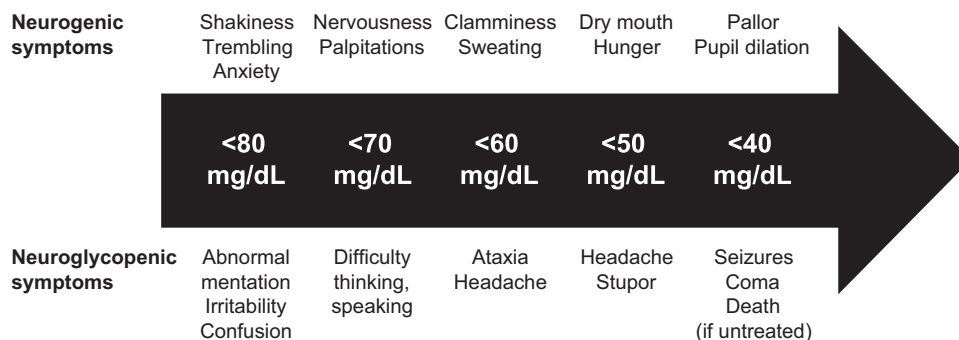 Neurogenic
symptoms
Shakiness
Trembling
Anxiety
Nervousness
Palpitations
Clamminess
Sweating
Dry mouth
Hunger
Pallor
Pupil dilation
<80
mg/dL
<70
mg/dL
<60
mg/dL
<50
mg/dL
<40
mg/dL
Neuroglycopenic
symptoms
Abnormal
mentation
Irritability
Confusion
Difficulty
thinking,
speaking
Ataxia
Headache
Headache
Stupor
Seizures
Coma
Death
(if untreated)